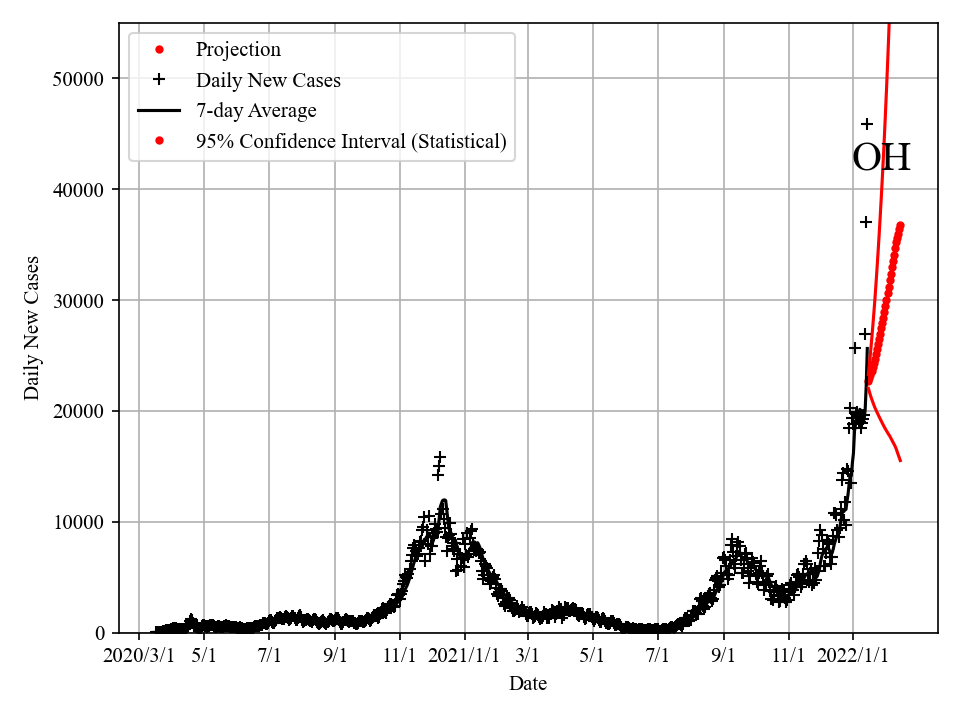 Projection
Daily New Cases
7-day Average
95% Confidence Interval (Statistical)
OH
Daily New Cases
50000
40000
30000
20000
10000
0
2020/3/1 5/1 7/1 9/1 11/1 2021/1/1 3/1 5/1 7/1 9/1 11/1 2022/1/1
Date